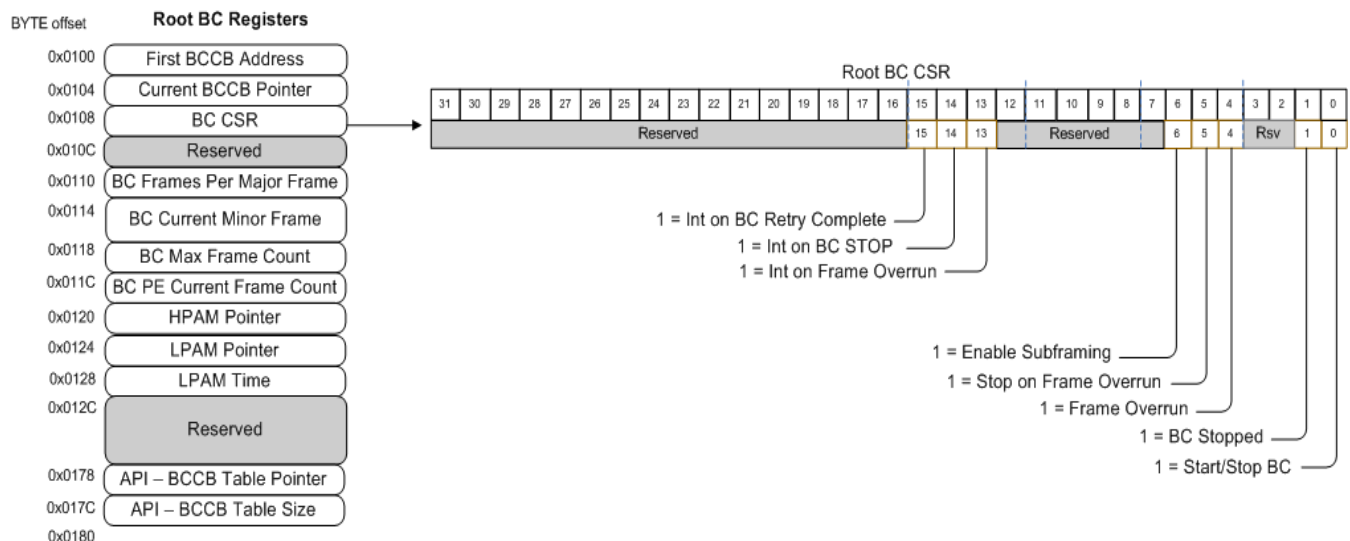 BYTE offset
Root BC Registers
0x0100
First BCCB Address
0x0104
Current BCCB Pointer
0x0108
BC CSR
0x010C
Reserved
0x0110
BC Frames Per Major Frame
0x0114
BC Current Minor Frame
0x0118
BC Max Frame Count
0x011C
BC PE Current Frame Count
0x0120
HPAM Pointer
0x0124
LPAM Pointer
0x0128
LPAM Time
0x012C
Reserved
0x0178
API – BCCB Table Pointer
0x017C
API – BCCB Table Size
0x0180
Root BC CSR
31 30 29 28 27 26 25 24 23 22 21 20 19 18 17 16 15 14 13 12 11 10 9 8 7 6 5 4 3 2 1 0
Reserved 15 14 13 Reserved 6 5 4 Rsv 1 0
1 = Int on BC Retry Complete
1 = Int on BC STOP
1 = Int on Frame Overrun
1 = Enable Subframing
1 = Stop on Frame Overrun
1 = Frame Overrun
1 = BC Stopped
1 = Start/Stop BC